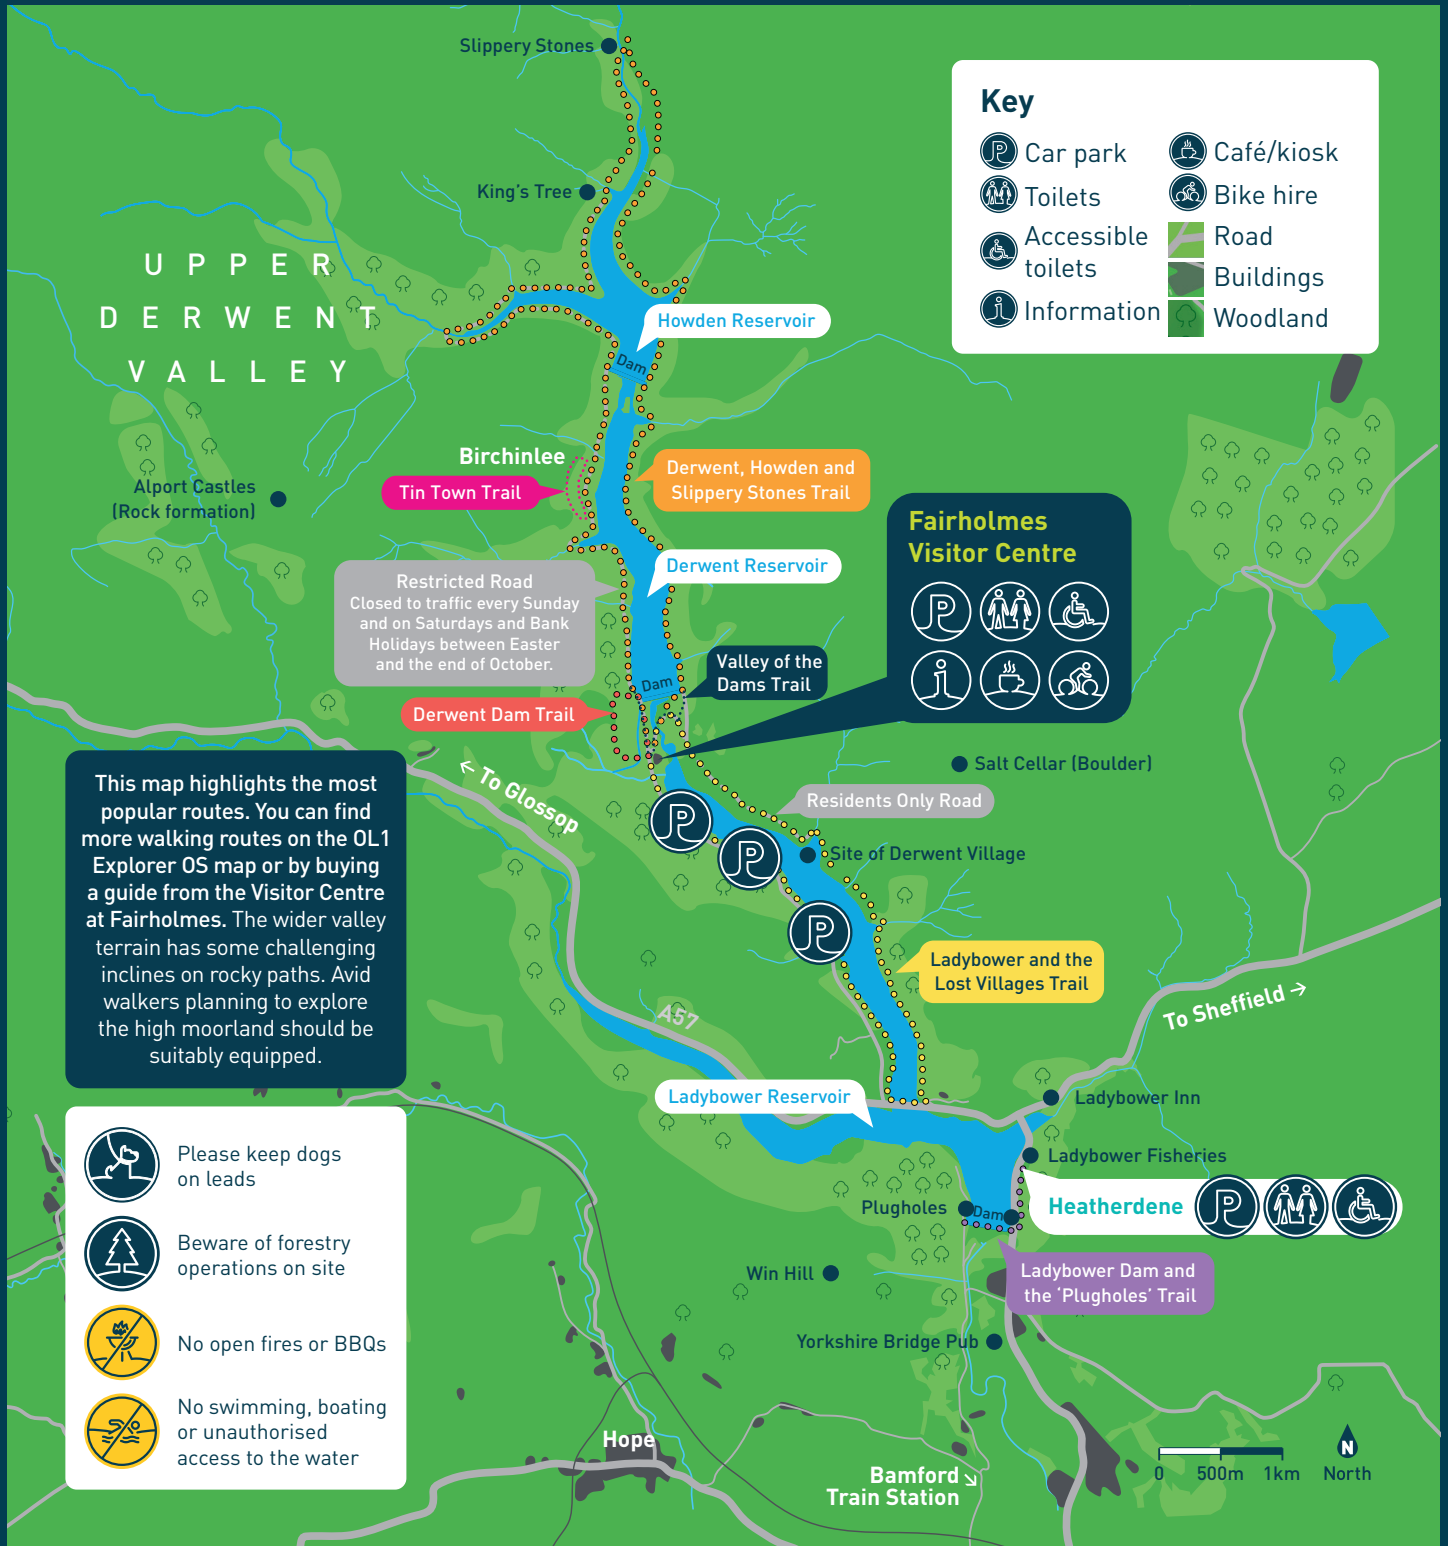 Slippery Stones
Key
Car park
Café/kiosk
Toilets
Bike hire
Accessible
toilets
Road
Buildings
Information
Woodland
King's Tree
UPPER
DERWENT
VALLEY
Howden Reservoir
Dam
Birchinlee
Tin Town Trail
Derwent, Howden and
Slippery Stones Trail
Alport Castles
(Rock formation)
Fairholmes
Visitor Centre
Derwent Reservoir
Restricted Road
Closed to traffic every Sunday
and on Saturdays and Bank
Holidays between Easter
and the end of October.
Valley of the
Dams Trail
Dam
Derwent Dam Trail
Salt Cellar (Boulder)
← To Glossop
Residents Only Road
Site of Derwent Village
This map highlights the most
popular routes. You can find
more walking routes on the OL1
Explorer OS map or by buying
a guide from the Visitor Centre
at Fairholmes. The wider valley
terrain has some challenging
inclines on rocky paths. Avid
walkers planning to explore
the high moorland should be
suitably equipped.
P
P
P
Ladybower and the
Lost Villages Trail
A57
To Sheffield →
Ladybower Reservoir
Ladybower Inn
Ladybower Fisheries
Please keep dogs
on leads
Plugholes
Dam
Heatherdene
P
Beware of forestry
operations on site
Win Hill
Ladybower Dam and
the ‘Plugholes’ Trail
No open fires or BBQs
Yorkshire Bridge Pub
No swimming, boating
or unauthorised
access to the water
Hope
Bamford
Train Station
0 500m 1km
N
North